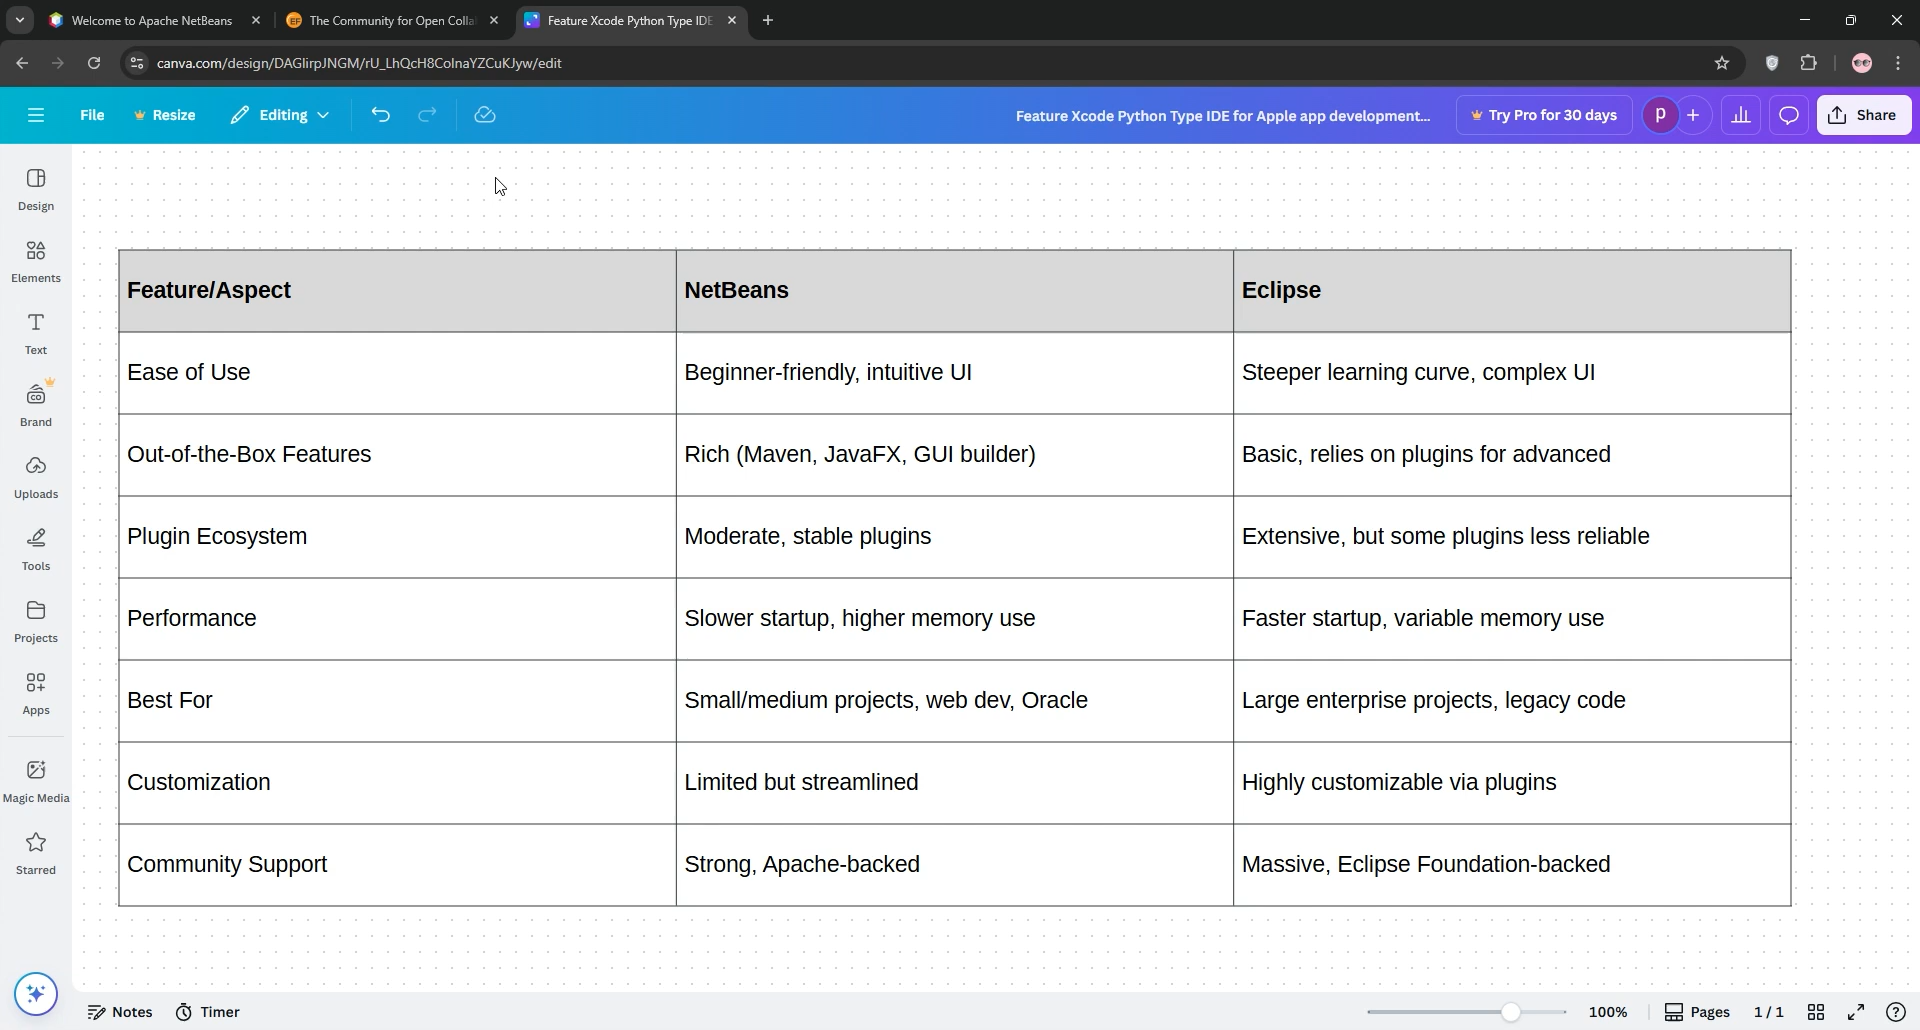 Welcome to Apache NetBeans
The Community for Open Colla
Feature Xcode Python Type IDE
canva.com/design/DAGlirpJNGM/rU_LhQcH8ColnaYZCuKJyw/edit
File Resize Editing
Feature Xcode Python Type IDE for Apple app development... Try Pro for 30 days P Share
Design
Elements
Text
Brand
Uploads
Tools
Projects
Apps
Magic Media
Starred
Feature/Aspect NetBeans Eclipse
Ease of Use Beginner-friendly, intuitive UI Steeper learning curve, complex UI
Out-of-the-Box Features Rich (Maven, JavaFX, GUI builder) Basic, relies on plugins for advanced
Plugin Ecosystem Moderate, stable plugins Extensive, but some plugins less reliable
Performance Slower startup, higher memory use Faster startup, variable memory use
Best For Small/medium projects, web dev, Oracle Large enterprise projects, legacy code
Customization Limited but streamlined Highly customizable via plugins
Community Support Strong, Apache-backed Massive, Eclipse Foundation-backed
Notes Timer 100% Pages 1 / 1